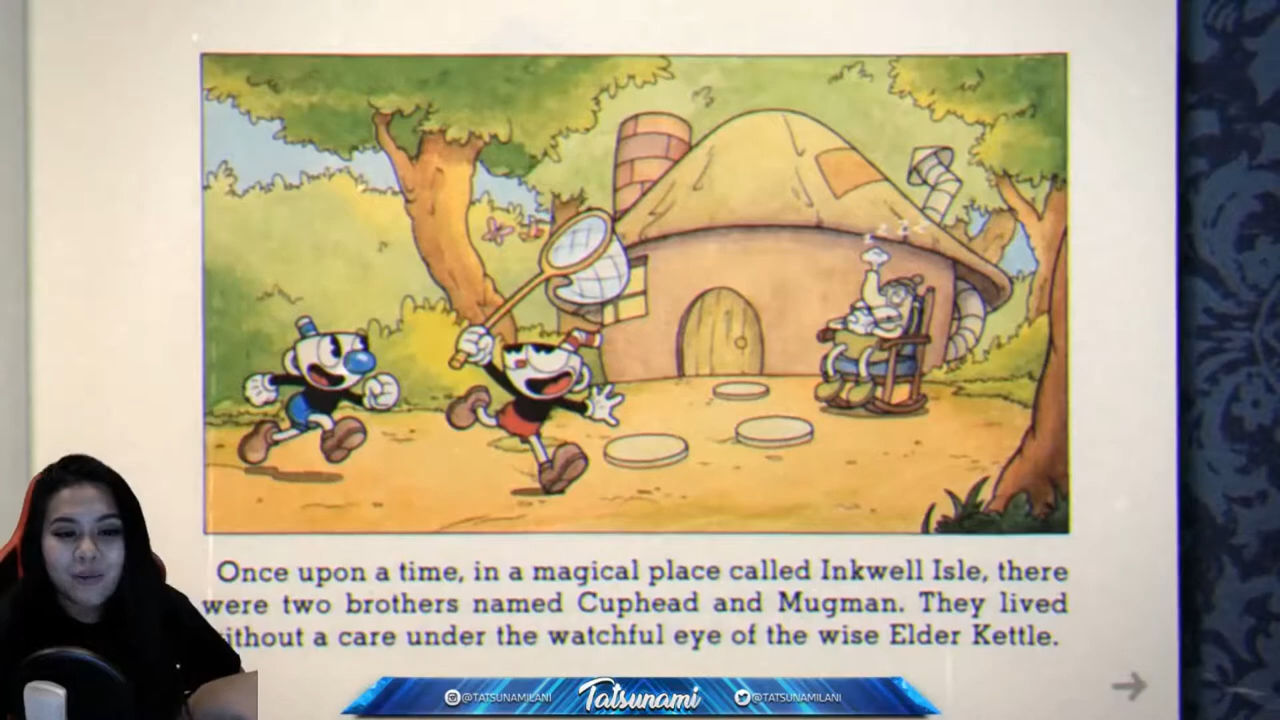 z z z z
Once upon a time, in a magical place called Inkwell Isle, there
were two brothers named Cuphead and Mugman. They lived
without a care under the watchful eye of the wise Elder Kettle.
@TATSUNAMILANI Tatsunami @TATSUNAMILANI